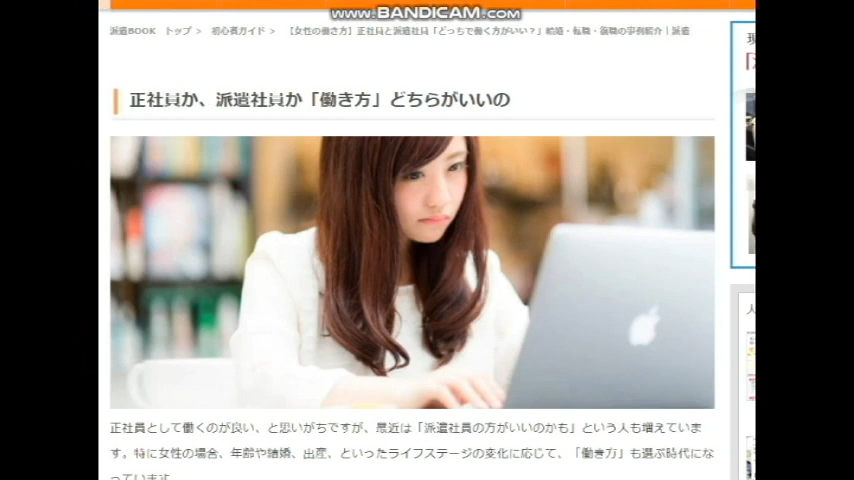 www.BANDICAM.com
派遣BOOK トップ > 初心者ガイド > 【女性の働き方】正社員と派遣社員「どっちで働く方がいい？」結婚・転職・復職の事例紹介｜派遣
正社員か、派遣社員か「働き方」どちらがいいの
正社員として働くのが良い、と思いがちですが、最近は「派遣社員の方がいいのかも」という人も増えていま
す。特に女性の場合、年齢や結婚、出産、といったライフステージの変化に応じて、「働き方」も選ぶ時代にな
っています